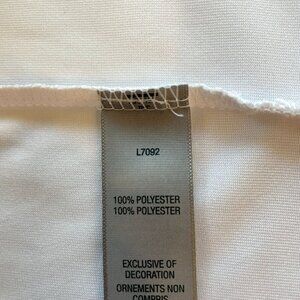 L7092
100% POLYESTER
100% POLYESTER
EXCLUSIVE OF
DECORATION
ORNEMENTS NON
COMPRIS